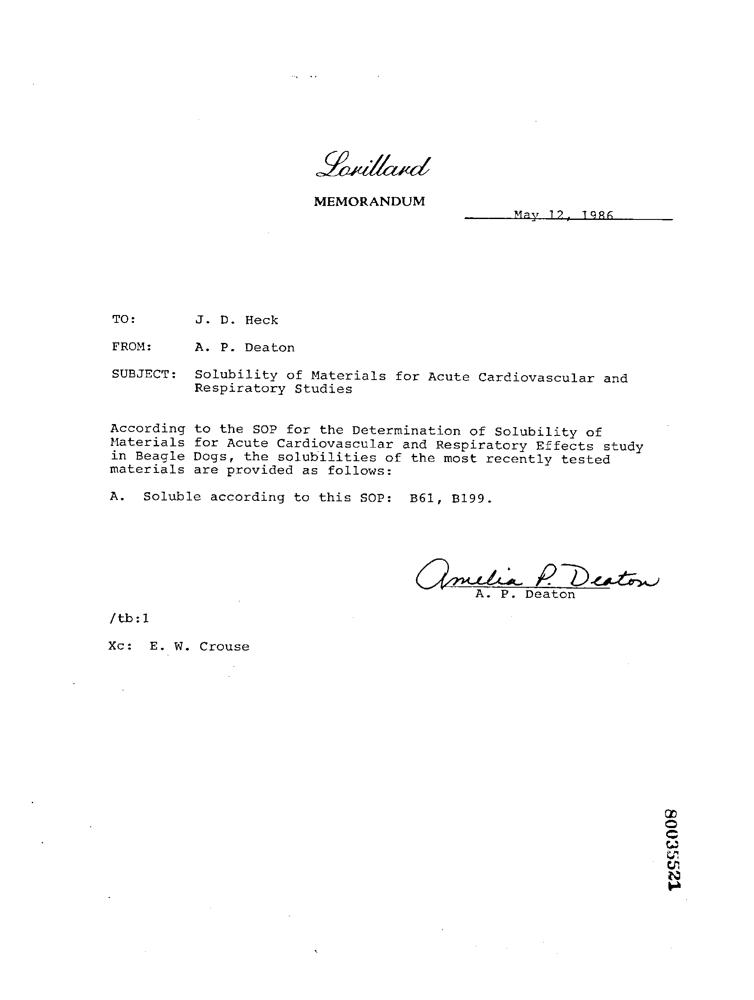 Lorillard
MEMORANDUM
May 12, 1986
TO: J. D. Heck
FROM: A. P. Deaton
SUBJECT: Solubility of Materials for Acute Cardiovascular and
Respiratory Studies
According to the SOP for the Determination of Solubility of
Materials for Acute Cardiovascular and Respiratory Effects study
in Beagle Dogs, the solubilities of the most recently tested
materials are provided as follows:
A. Soluble according to this SOP: B61, B199.
Amelia P. Deaton
A. P. Deaton
/tb:1
Xc: E. W. Crouse
80035521